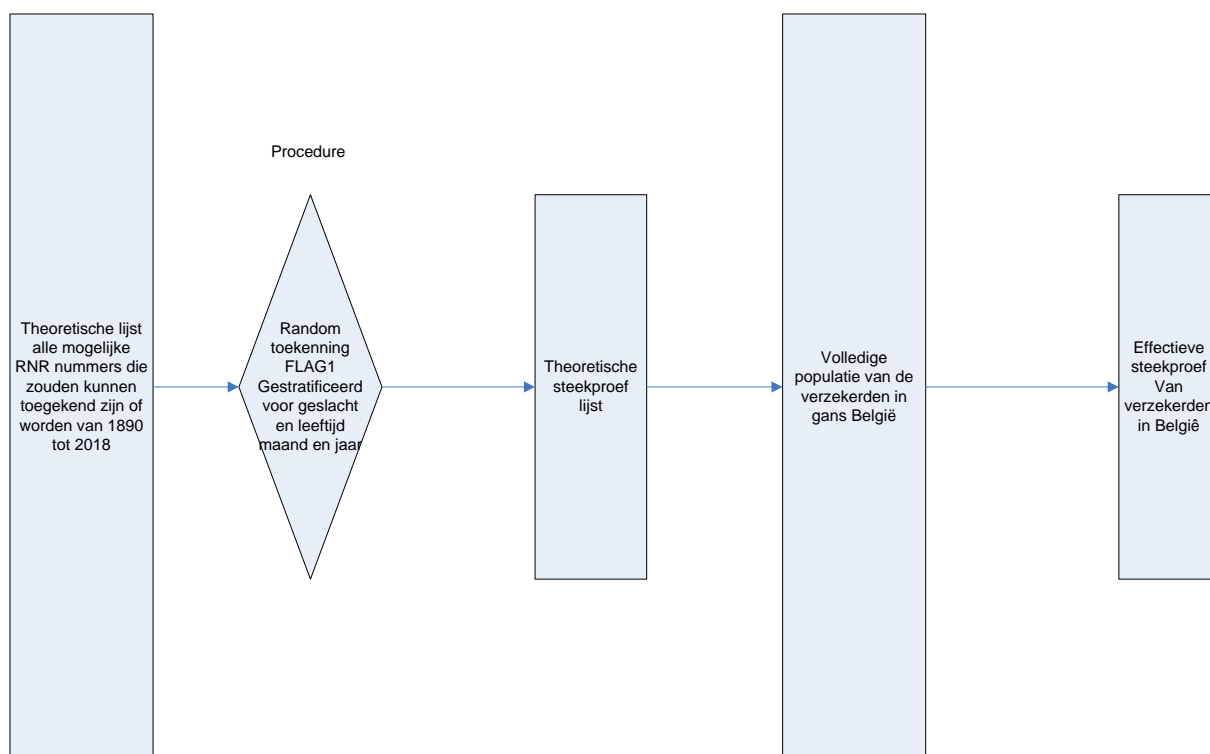 Procedure
Theoretische lijst
alle mogelijke
RNR nummers die
zouden kunnen
toegekend zijn of
worden van 1890
tot 2018
Random
toekenning
FLAG1
Gestratificeerd
voor geslacht
en leeftijd
maand en jaar
Theoretische
steekproef
lijst
Volledige
populatie van de
verzekerden in
gans België
Effectieve
steekproef
Van
verzekerden
in Belgiê